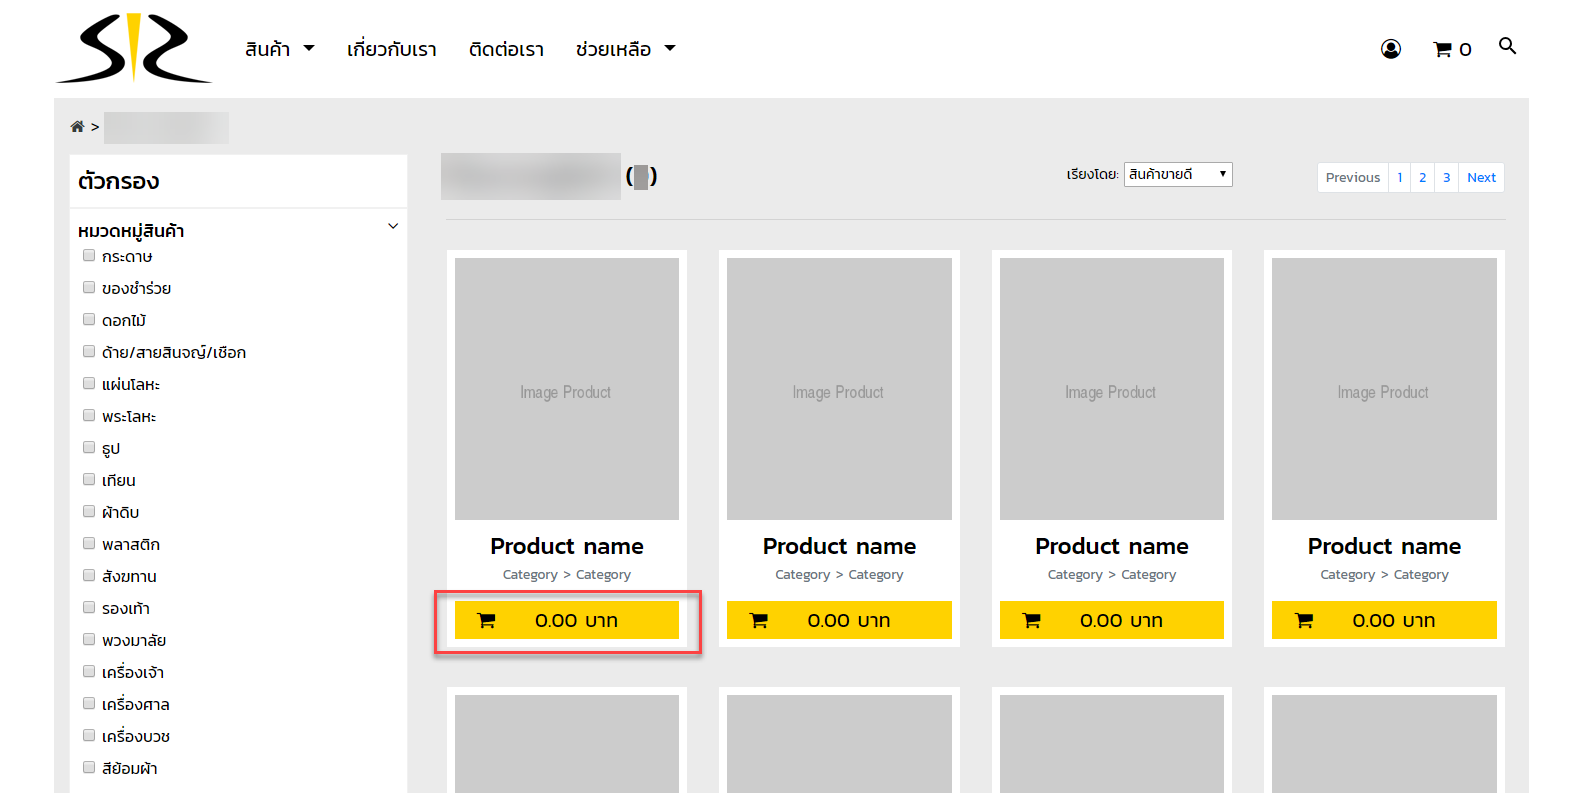 สินค้า เกี่ยวกับเรา ติดต่อเรา ช่วยเหลือ 0
>
( )
เรียงโดย: สินค้าขายดี
Previous 1 2 3 Next
ตัวกรอง
หมวดหมู่สินค้า
กระดาษ
ของชำร่วย
ดอกไม้
ด้าย/สายสินจญ์/เชือก
แผ่นโลหะ
พระโลหะ
ธูป
เทียน
ผ้าดิบ
พลาสติก
สังฆทาน
รองเท้า
พวงมาลัย
เครื่องเจ้า
เครื่องศาล
เครื่องบวช
สีย้อมผ้า
Image Product Image Product Image Product Image Product
Product name Product name Product name Product name
Category > Category Category > Category Category > Category Category > Category
0.00 บาท 0.00 บาท 0.00 บาท 0.00 บาท